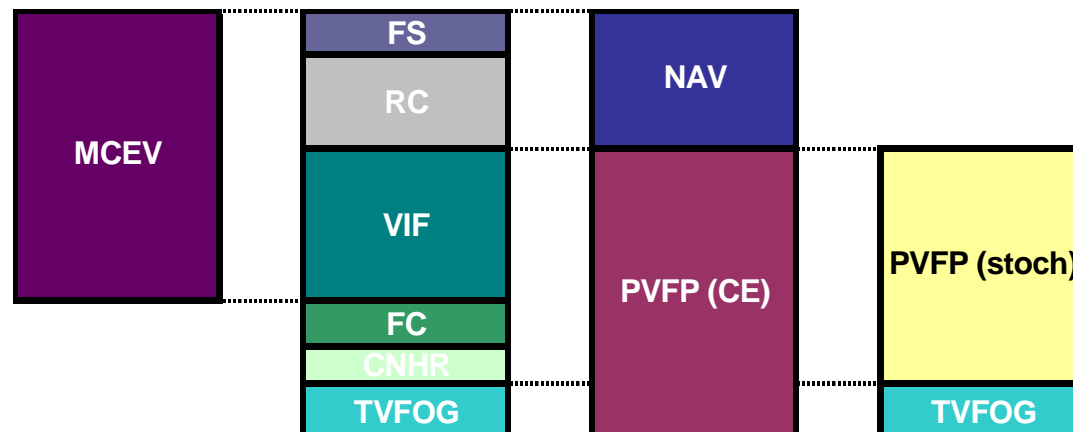 MCEV
FS
RC
VIF
FC
CNHR
TVFOG
NAV
PVFP (CE)
PVFP (stoch)
TVFOG